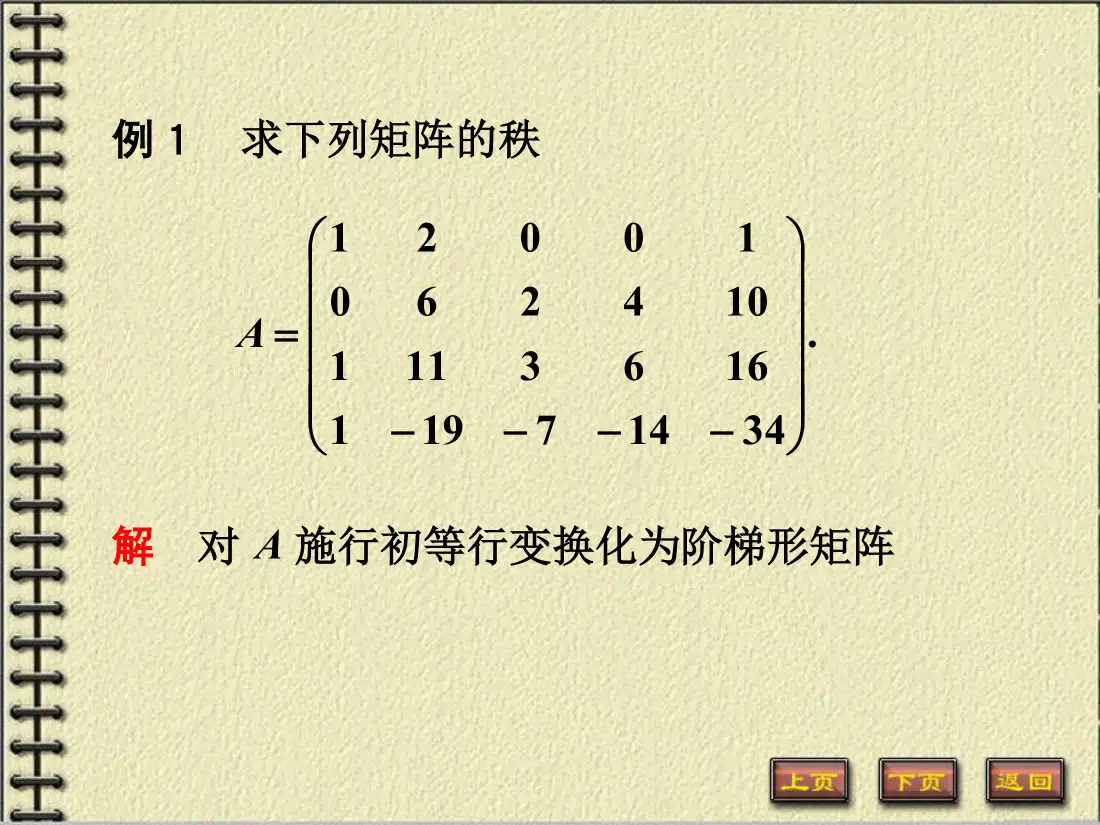 例 1 求下列矩阵的秩
1 2 0 0 1
0 6 2 4 10
A =
.
1 11 3 6 16
1 −19 −7 −14 −34
解 对 A 施行初等行变换化为阶梯形矩阵
上页 下页 返回